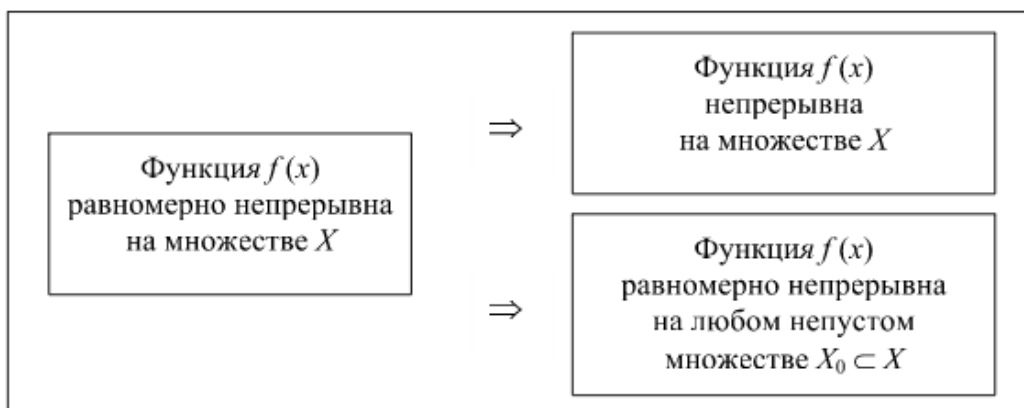 Функция f (x)
равномерно непрерывна
на множестве X
⇒
Функция f (x)
непрерывна
на множестве X
⇒
Функция f (x)
равномерно непрерывна
на любом непустом
множестве X₀ ⊂ X